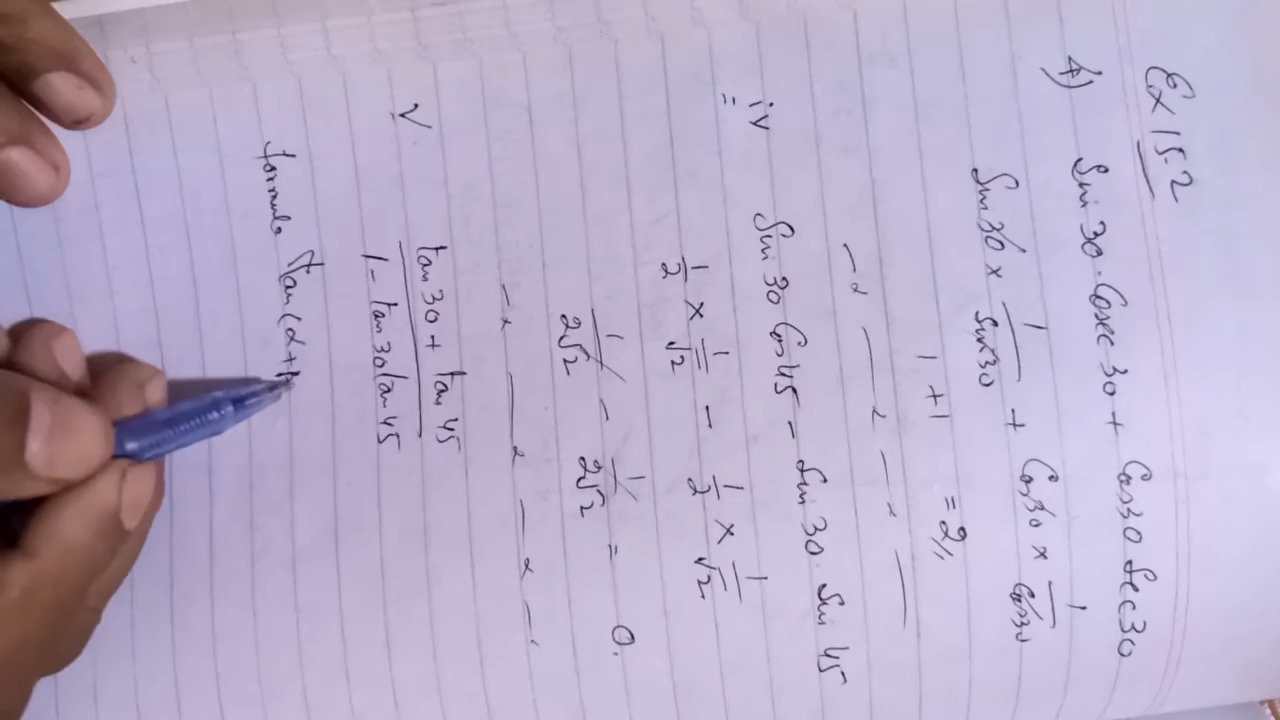 Ex 15.2
4) Sin 30 . Cosec 30 + Cos 30 Sec 30
Sin 30 × 1/Sin 30 + Cos 30 × 1/Cos 30
1 + 1 = 2,,
iv Sin 30 Cos 45 - Sin 30 . Sin 45
1/2 × 1/√2 - 1/2 × 1/√2
1/2√2 - 1/2√2 = 0.
v tan 30 + tan 45
1 - tan 30 tan 45
formula Tan(α+